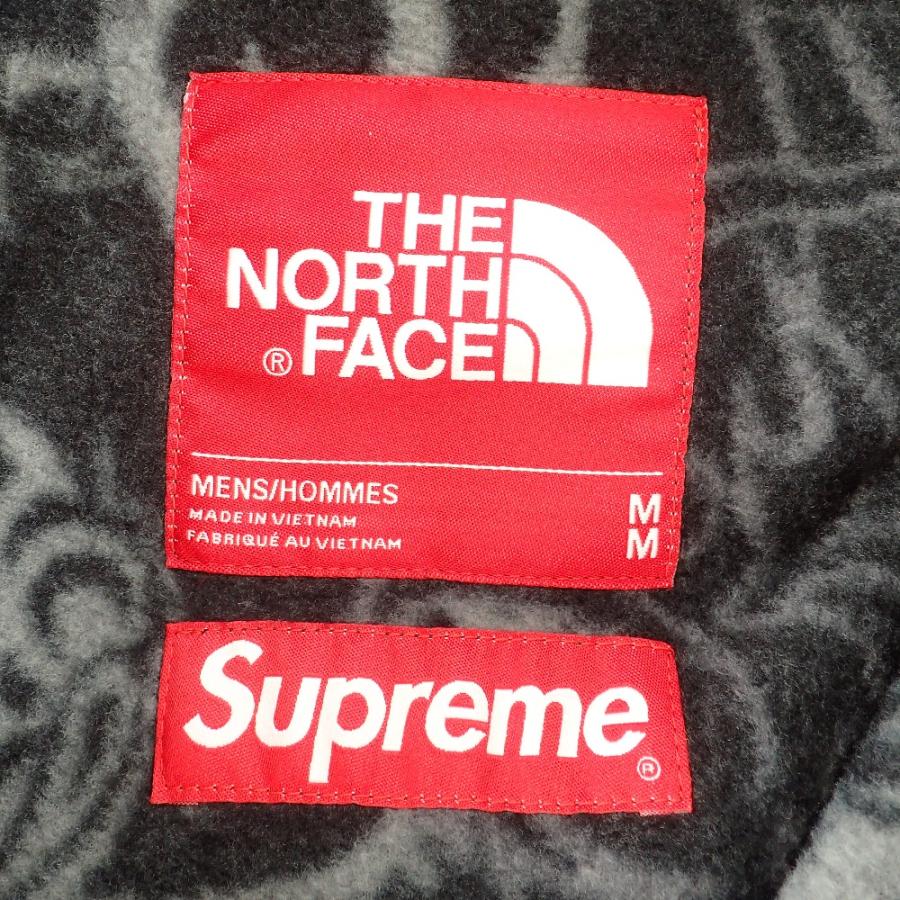 THE
NORTH
® FACE
MENS/HOMMES
MADE IN VIETNAM
FABRIQUÉ AU VIETNAM
M
M
Supreme
®